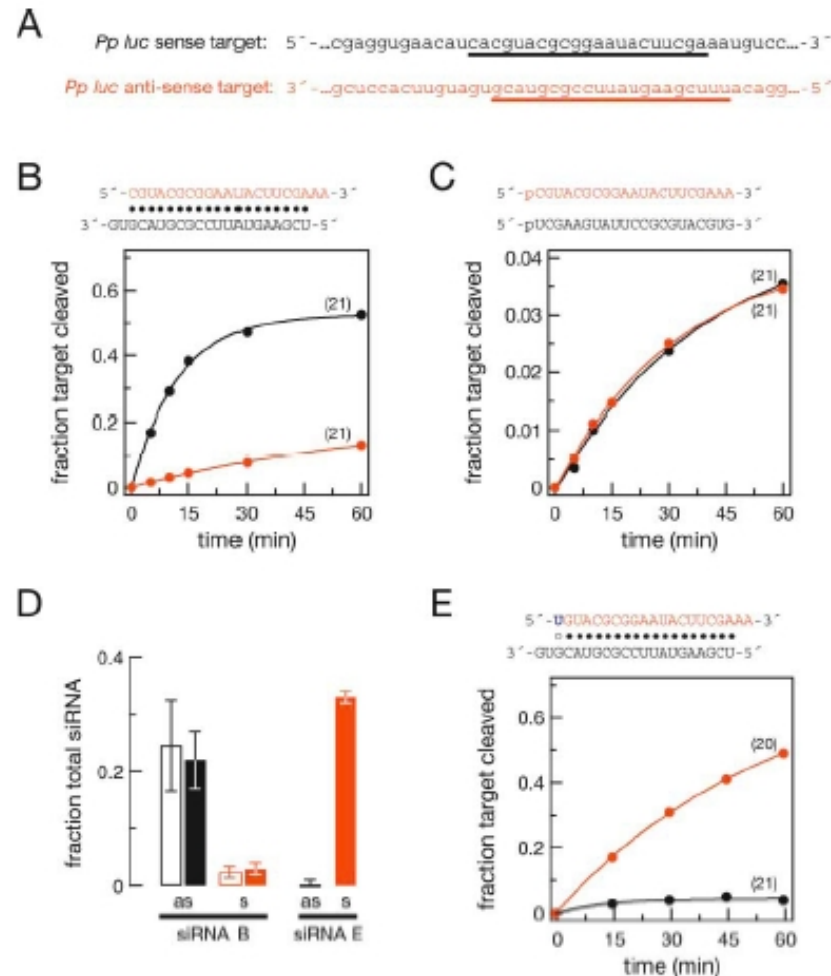 A
Pp luc sense target: 5´-…cgaggugaacaucacguacgcggaauacuucgaaaugucc…-3´
Pp luc anti-sense target: 3´-…gcuccacuuguagugcaugcgccuuaugaagcuuuacagg…-5´
B
5´-CGUACGCGGAAUACUUCGAAA-3´
3´-GUGCAUGCGCCUUAUGAAGCU-5´
fraction target cleaved
0.6
0.4
0.2
0
(21)
(21)
0 15 30 45 60
time (min)
C
5´-pCGUACGCGGAAUACUUCGAAA-3´
5´-pUCGAAGUAUUCCGCGUACGUG-3´
fraction target cleaved
0.04
0.03
0.02
0.01
0
(21)
(21)
0 15 30 45 60
time (min)
D
fraction total siRNA
0.4
0.2
0
as s as s
siRNA B siRNA E
E
5´-UGUACGCGGAAUACUUCGAAA-3´
3´-GUGCAUGCGCCUUAUGAAGCU-5´
fraction target cleaved
0.6
0.4
0.2
0
(20)
(21)
0 15 30 45 60
time (min)